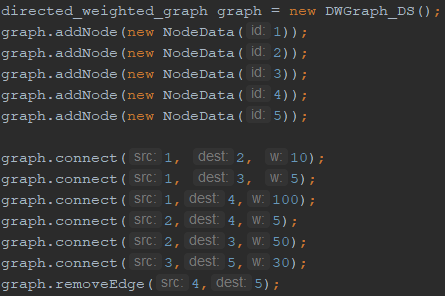 directed_weighted_graph graph = new DWGraph_DS();
graph.addNode(new NodeData( id: 1));
graph.addNode(new NodeData( id: 2));
graph.addNode(new NodeData( id: 3));
graph.addNode(new NodeData( id: 4));
graph.addNode(new NodeData( id: 5));
graph.connect( src: 1, dest: 2, w: 10);
graph.connect( src: 1, dest: 3, w: 5);
graph.connect( src: 1, dest: 4, w: 100);
graph.connect( src: 2, dest: 4, w: 5);
graph.connect( src: 2, dest: 3, w: 50);
graph.connect( src: 3, dest: 5, w: 30);
graph.removeEdge( src: 4, dest: 5);